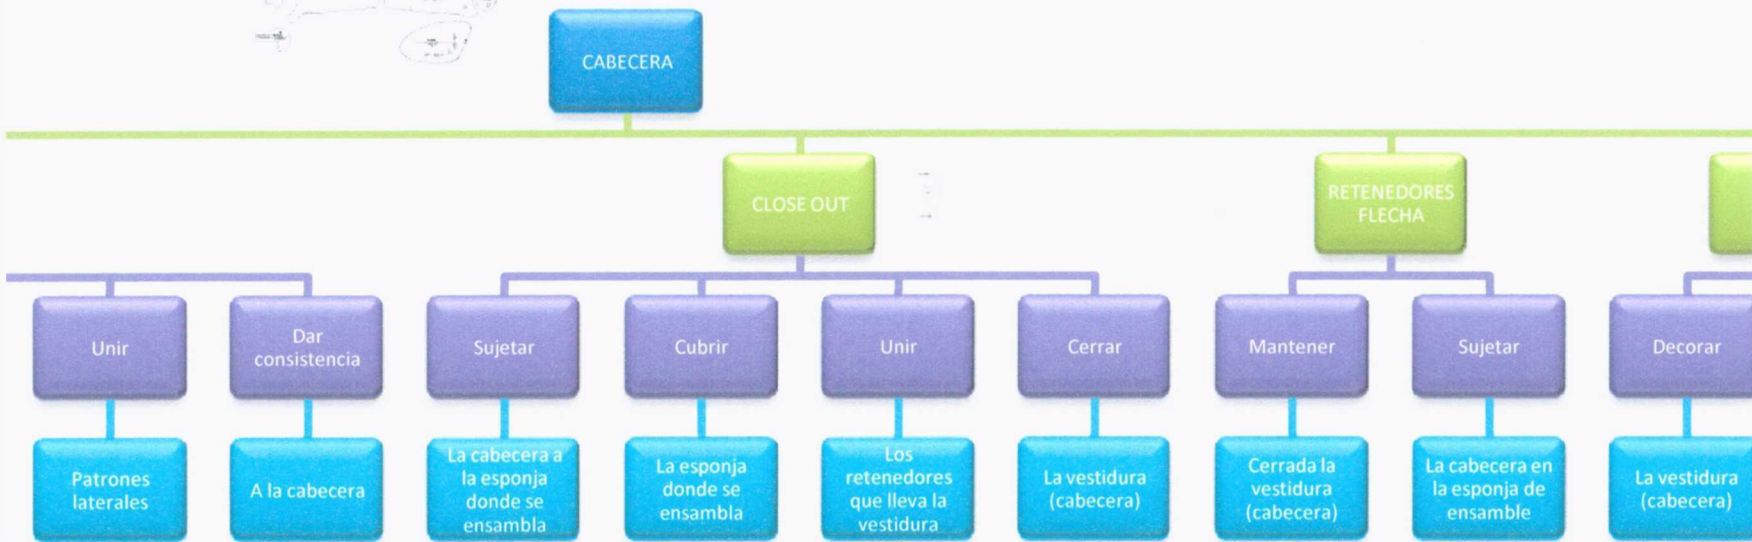 CABECERA
CLOSE OUT
RETENEDORES
FLECHA
Unir
Dar
consistencia
Sujetar
Cubrir
Unir
Cerrar
Mantener
Sujetar
Decorar
Patrones
laterales
A la cabecera
La cabecera a
la esponja
donde se
ensambla
La esponja
donde se
ensambla
Los
retenedores
que lleva la
vestidura
La vestidura
(cabecera)
Cerrada la
vestidura
(cabecera)
La cabecera en
la esponja de
ensamble
La vestidura
(cabecera)